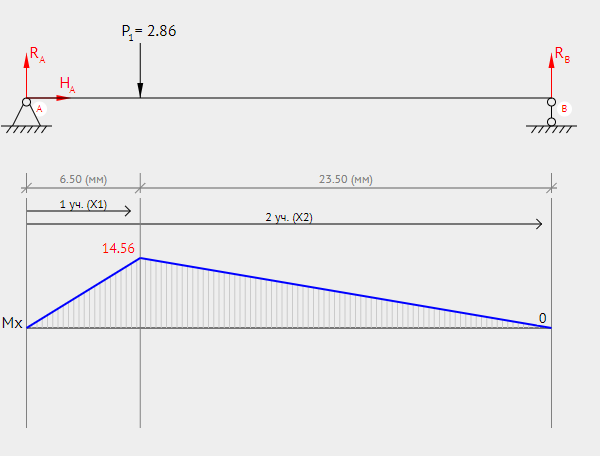 P1 = 2.86
RA
RB
HA
A
B
6.50 (мм)
23.50 (мм)
1 уч. (X1)
2 уч. (X2)
14.56
0
Mx